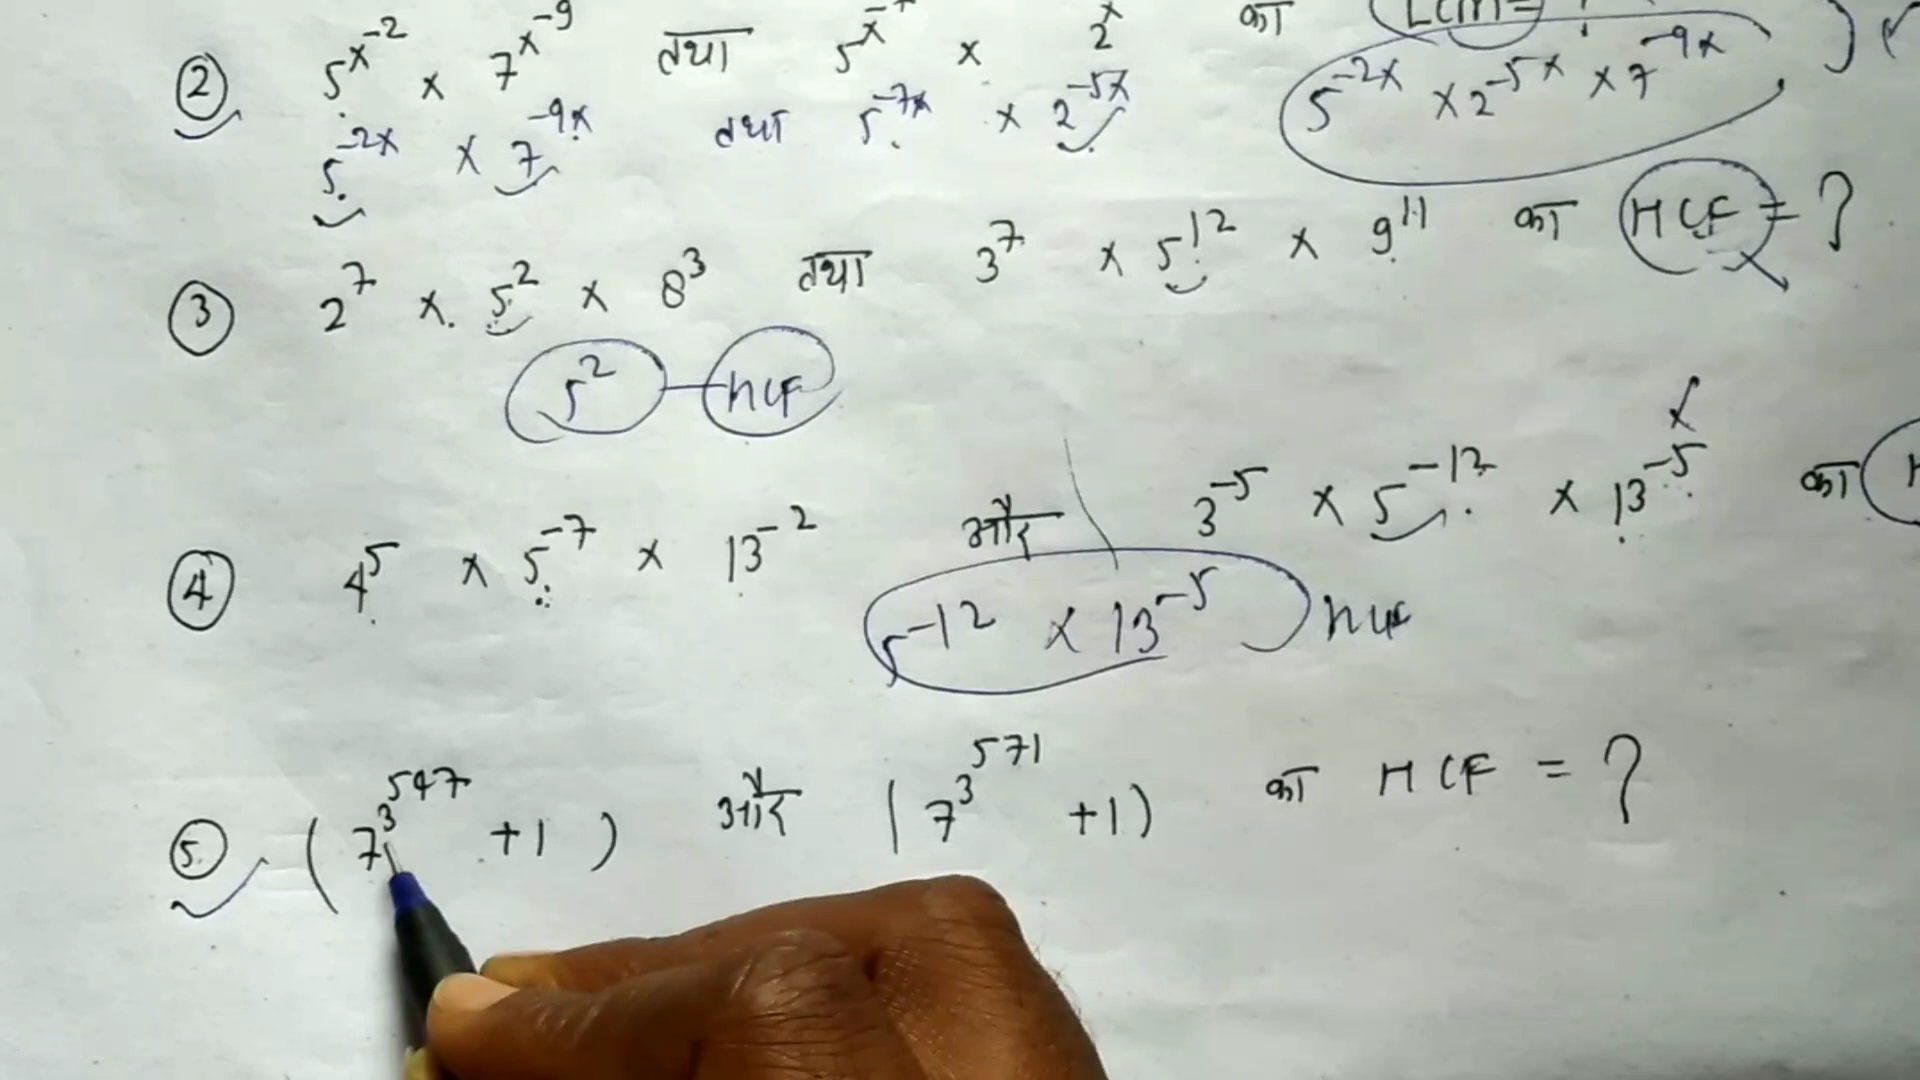 ② 5^x^-2 × 7^x^-9 तथा 5^x^-7 × 2^x का LCM = ?
5^-2x × 7^-9x तथा 5^-7x × 2^-5x 5^-2x × 2^-5x × 7^-9x
③ 2^7 × 5^2 × 8^3 तथा 3^7 × 5^12 × 9^11 का HCF = ?
5^2 — HCF
④ 4^5 × 5^-7 × 13^-2 और 3^-5 × 5^-12 × 13^-5 का
5^-12 × 13^-5 HCF
⑤ (7^3^547 + 1) और (7^3^571 + 1) का HCF = ?